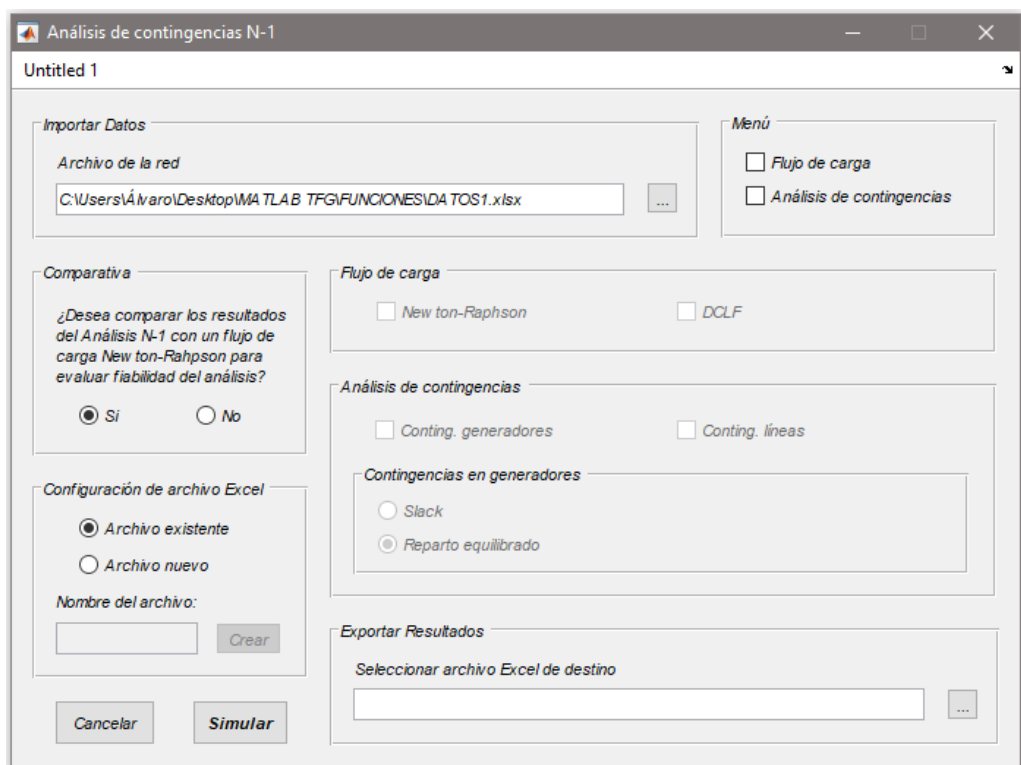 Análisis de contingencias N-1
Untitled 1
Importar Datos
Archivo de la red
C:\Users\Álvaro\Desktop\MATLAB TFG\FUNCIONES\DATOS1.xlsx
...
Menú
Flujo de carga
Análisis de contingencias
Comparativa
¿Desea comparar los resultados
del Análisis N-1 con un flujo de
carga New ton-Rahpson para
evaluar fiabilidad del análisis?
Si
No
Flujo de carga
New ton-Raphson
DCLF
Análisis de contingencias
Conting. generadores
Conting. líneas
Contingencias en generadores
Slack
Reparto equilibrado
Configuración de archivo Excel
Archivo existente
Archivo nuevo
Nombre del archivo:
Crear
Exportar Resultados
Seleccionar archivo Excel de destino
...
Cancelar
Simular